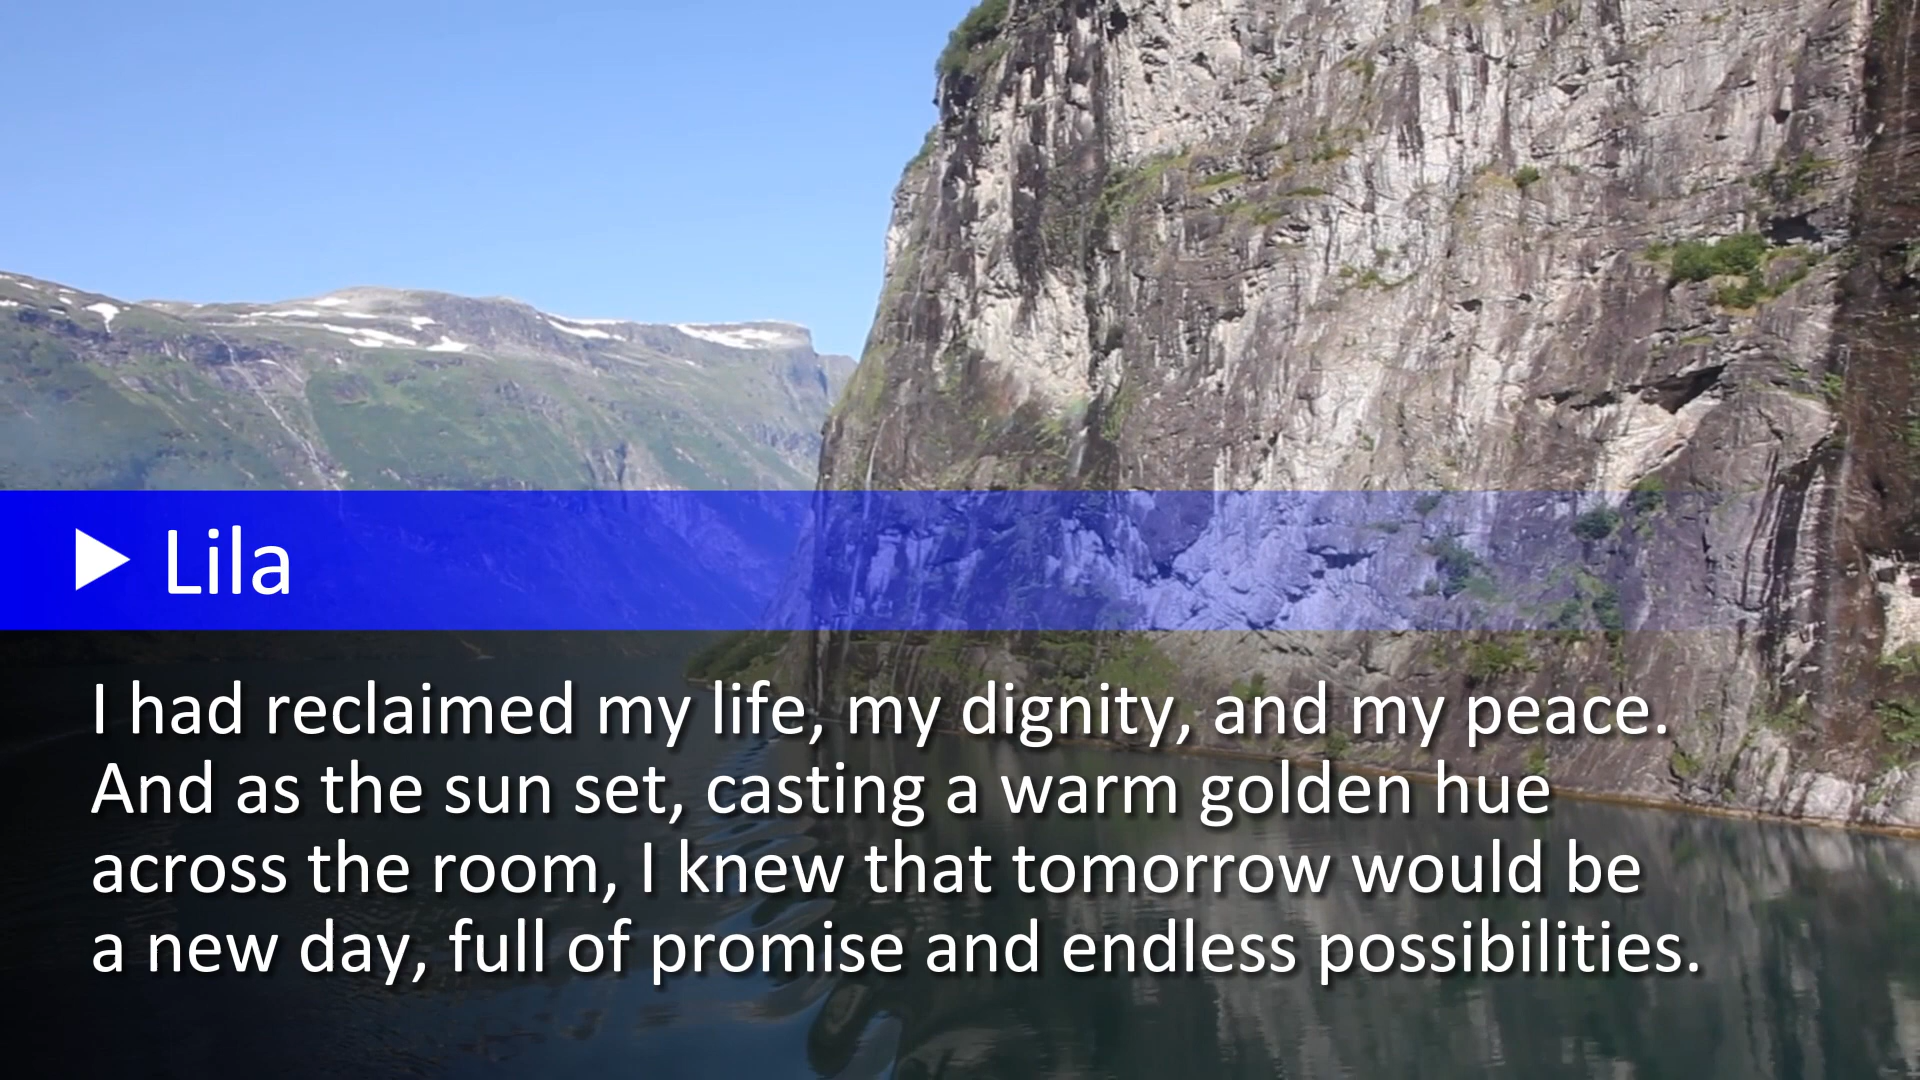 Lila
I had reclaimed my life, my dignity, and my peace.
And as the sun set, casting a warm golden hue
across the room, I knew that tomorrow would be
a new day, full of promise and endless possibilities.